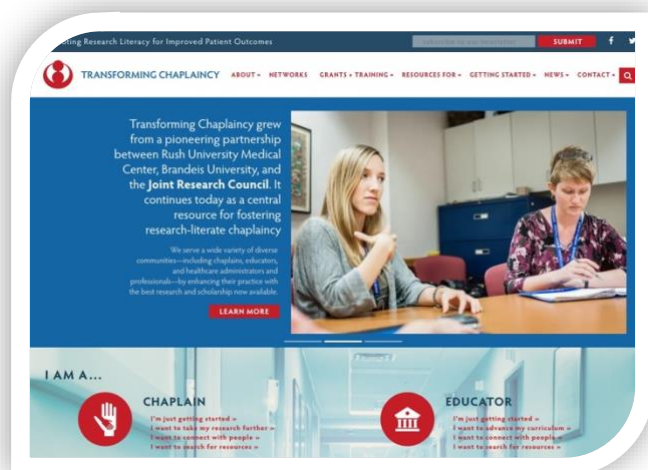 Research Literacy for Improved Patient Outcomes
SUBMIT
TRANSFORMING CHAPLAINCY ABOUT NETWORKS GRANTS + TRAINING RESOURCES FOR GETTING STARTED NEWS CONTACT
Transforming Chaplaincy grew
from a pioneering partnership
between Rush University Medical
Center, Brandeis University, and
the Joint Research Council. It
continues today as a central
resource for fostering
research-literate chaplaincy
We serve a wide variety of diverse
communities—including chaplains, educators,
and healthcare administrators and
professionals—by enhancing their practice with
the best research and scholarship now available.
LEARN MORE
I AM A...
CHAPLAIN
I'm just getting started »
I want to take my research further »
I want to connect with people »
I want to search for resources »
EDUCATOR
I'm just getting started »
I want to advance my curriculum »
I want to connect with people »
I want to search for resources »